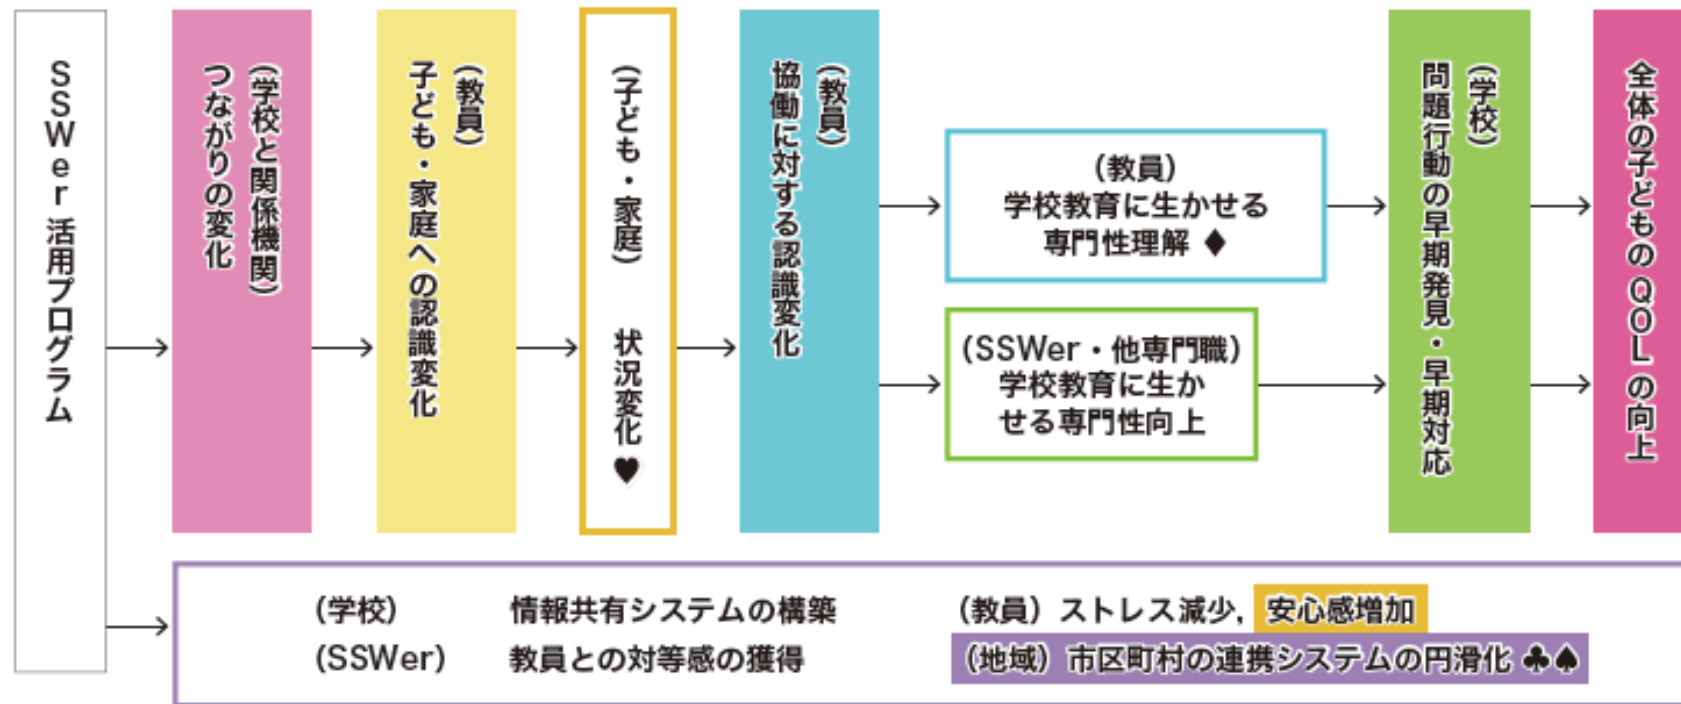 SSWer 活用プログラム
(学校と関係機関)
つながりの変化
(教員)
子ども・家庭への認識変化
(子ども・家庭) 状況変化 ♥
(教員)
協働に対する認識変化
(教員)
学校教育に生かせる
専門性理解 ♦
(SSWer・他専門職)
学校教育に生か
せる専門性向上
(学校)
問題行動の早期発見・早期対応
全体の子どものQOLの向上
(学校) 情報共有システムの構築
(SSWer) 教員との対等感の獲得
(教員) ストレス減少, 安心感増加
(地域) 市区町村の連携システムの円滑化 ♣♠